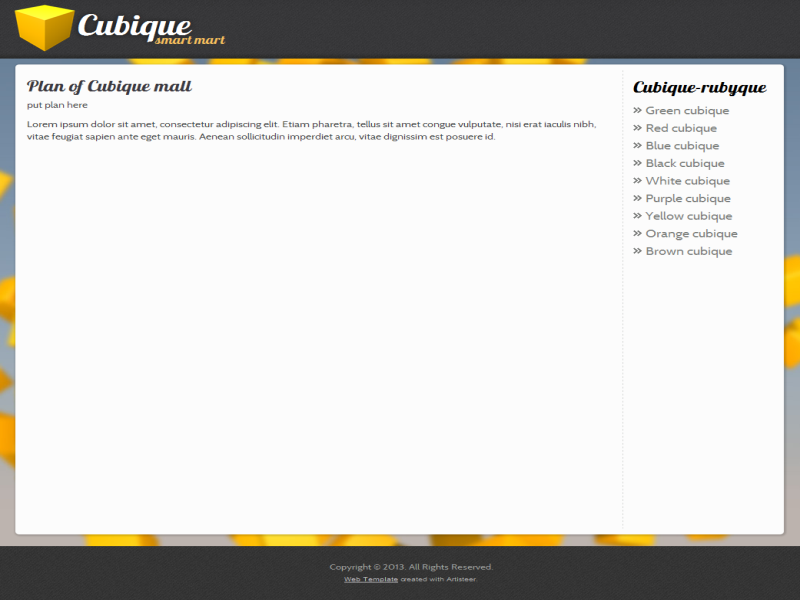 Cubique
smart mart
Plan of Cubique mall
put plan here
Lorem ipsum dolor sit amet, consectetur adipiscing elit. Etiam pharetra, tellus sit amet congue vulputate, nisi erat iaculis nibh,
vitae feugiat sapien ante eget mauris. Aenean sollicitudin imperdiet arcu, vitae dignissim est posuere id.
Cubique-rubyque
» Green cubique
» Red cubique
» Blue cubique
» Black cubique
» White cubique
» Purple cubique
» Yellow cubique
» Orange cubique
» Brown cubique
Copyright © 2013. All Rights Reserved.
Web Template created with Artisteer.